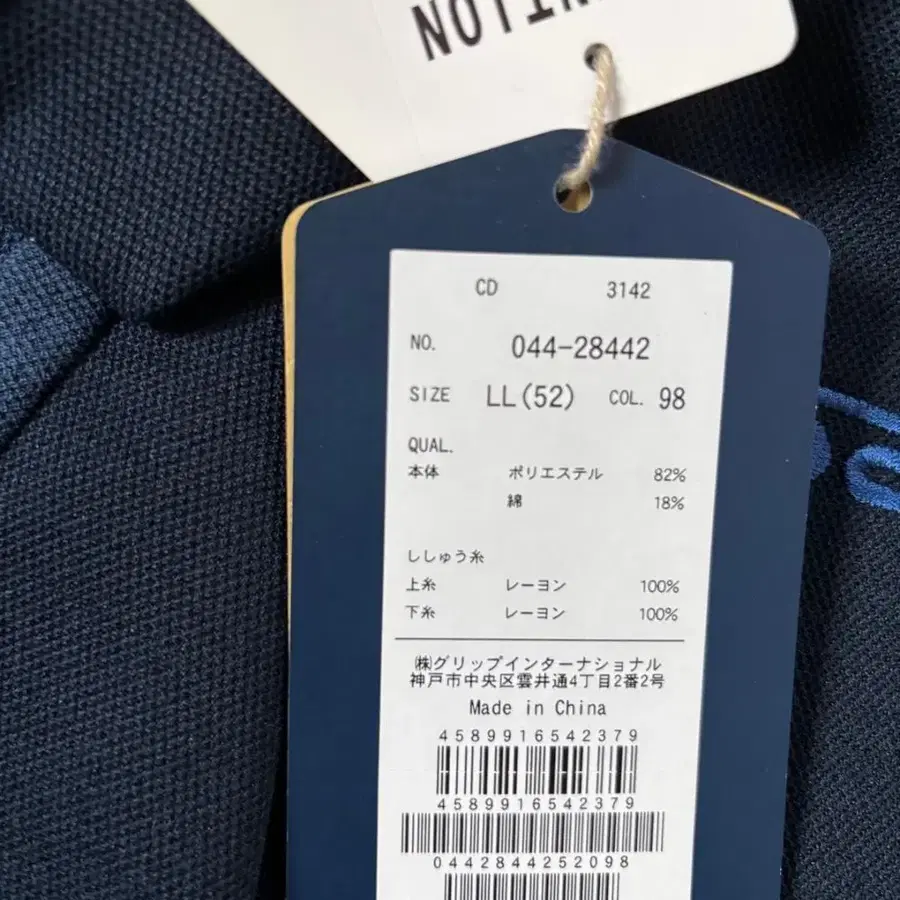 CD 3142
NO. 044-28442
SIZE LL(52) COL. 98
QUAL.
本体 ポリエステル 82%
綿 18%
ししゅう糸
上糸 レーヨン 100%
下糸 レーヨン 100%
㈱グリップインターナショナル
神戸市中央区雲井通4丁目2番2号
Made in China
4589916542379
4589916542379
0442844252098